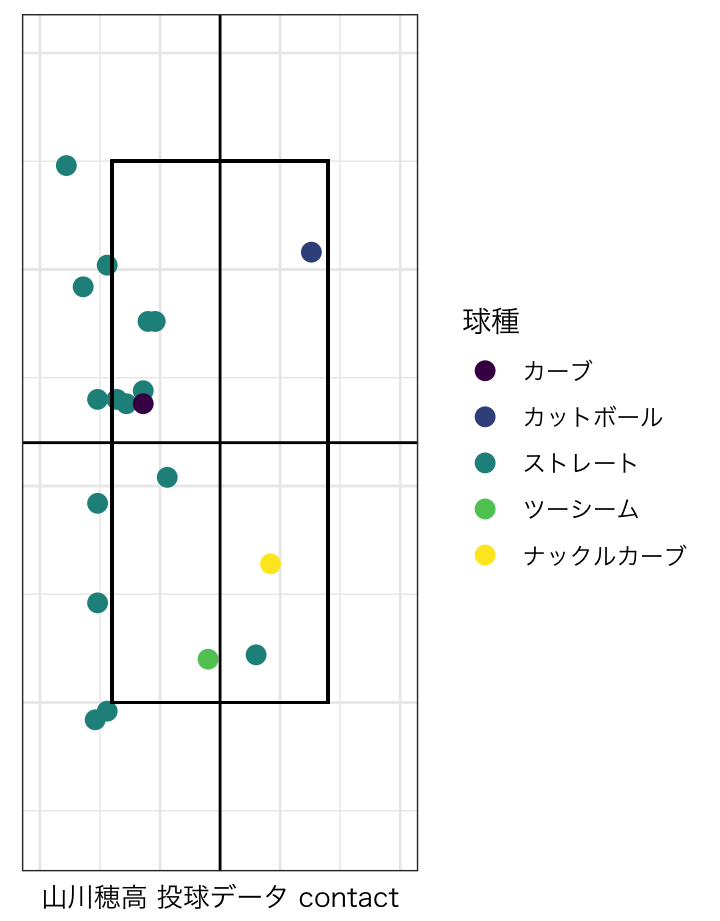 球種
カーブ
カットボール
ストレート
ツーシーム
ナックルカーブ
山川穂高 投球データ contact